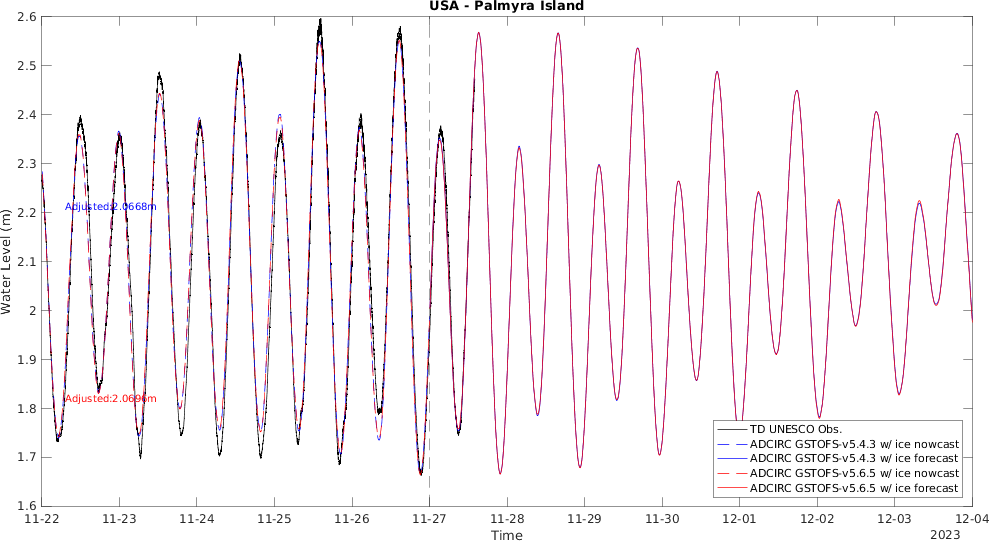 USA - Palmyra Island
2.6
2.5
2.4
2.3
2.2
2.1
2
1.9
1.8
1.7
1.6
Water Level (m)
Adjusted:2.0668m
Adjusted:2.0696m
TD UNESCO Obs.
ADCIRC GSTOFS-v5.4.3 w/ ice nowcast
ADCIRC GSTOFS-v5.4.3 w/ ice forecast
ADCIRC GSTOFS-v5.6.5 w/ ice nowcast
ADCIRC GSTOFS-v5.6.5 w/ ice forecast
11-22 11-23 11-24 11-25 11-26 11-27 11-28 11-29 11-30 12-01 12-02 12-03 12-04
Time
2023